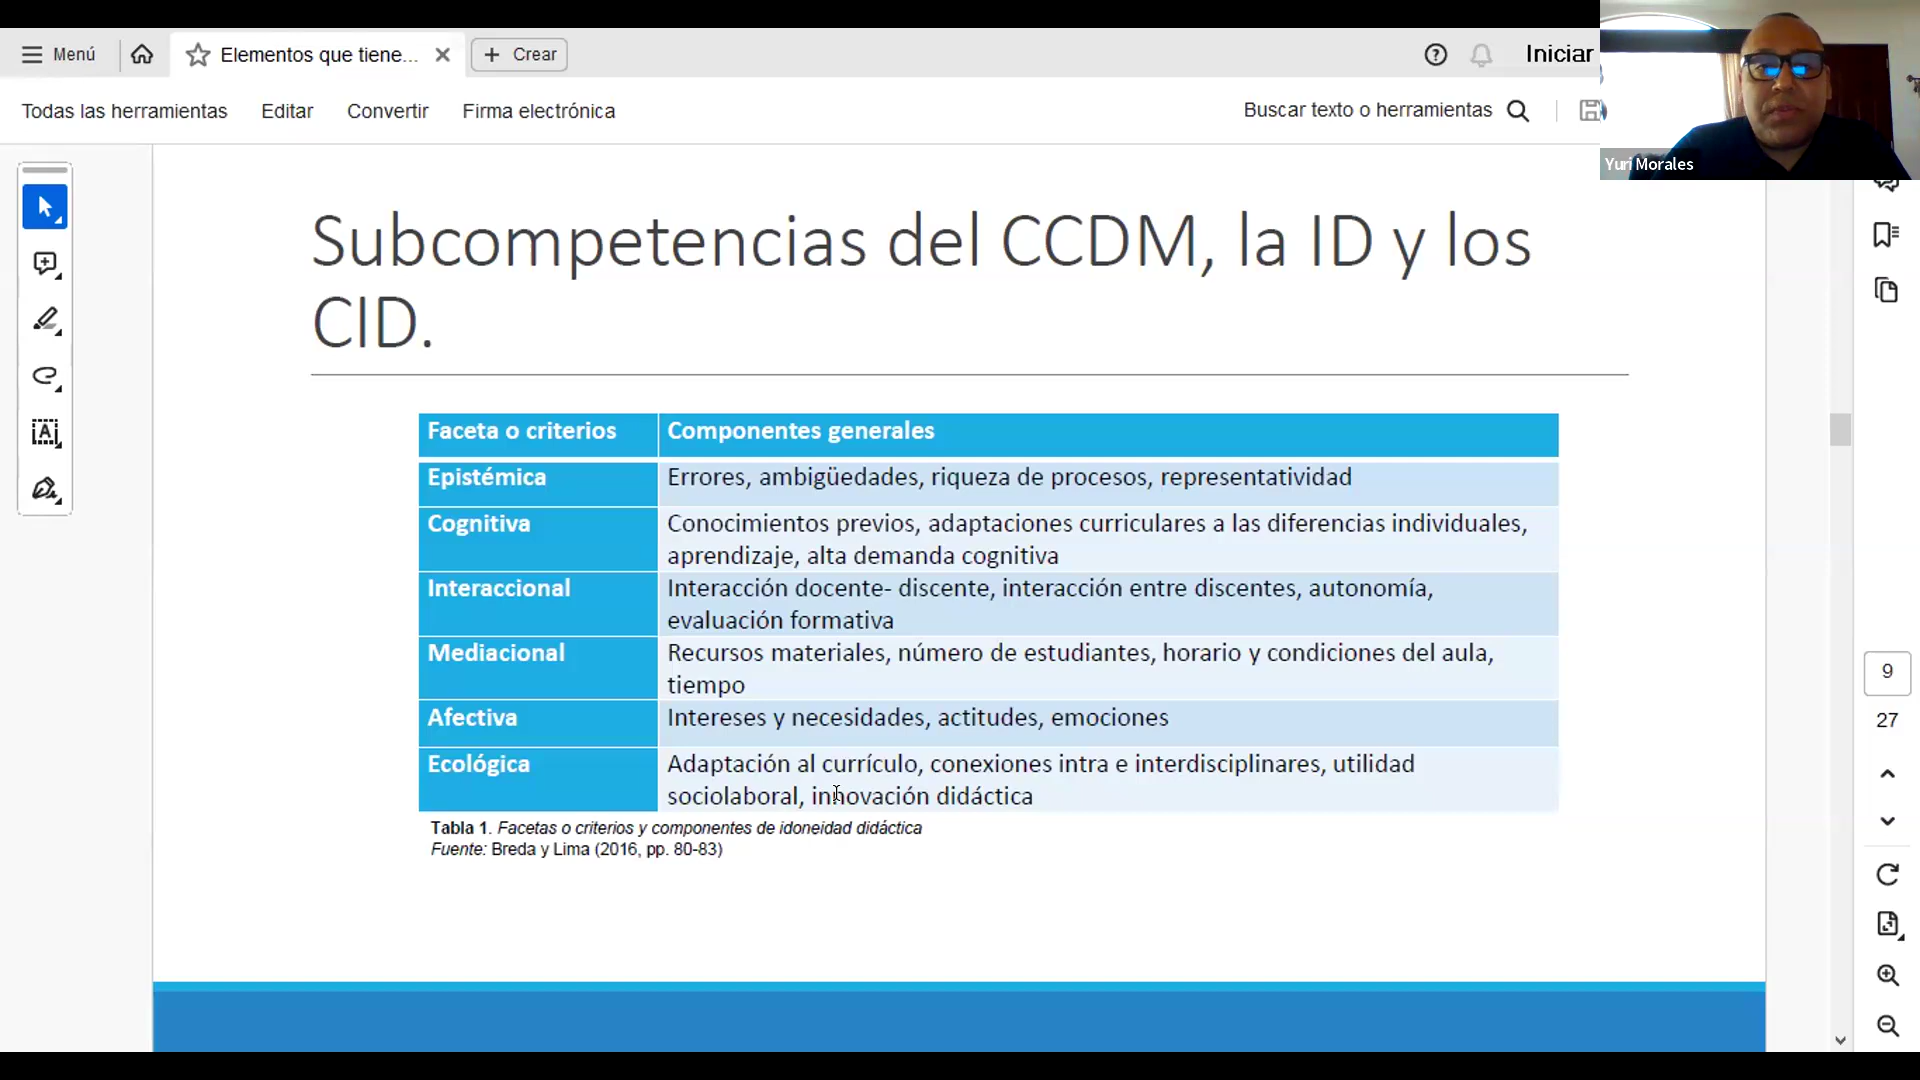 Menú
Elementos que tiene...
Crear
Iniciar
Todas las herramientas
Editar
Convertir
Firma electrónica
Buscar texto o herramientas
Yuri Morales
Subcompetencias del CCDM, la ID y los
CID.
Faceta o criterios
Componentes generales
Epistémica
Errores, ambigüedades, riqueza de procesos, representatividad
Cognitiva
Conocimientos previos, adaptaciones curriculares a las diferencias individuales,
aprendizaje, alta demanda cognitiva
Interaccional
Interacción docente- discente, interacción entre discentes, autonomía,
evaluación formativa
Mediacional
Recursos materiales, número de estudiantes, horario y condiciones del aula,
tiempo
Afectiva
Intereses y necesidades, actitudes, emociones
Ecológica
Adaptación al currículo, conexiones intra e interdisciplinares, utilidad
sociolaboral, innovación didáctica
Tabla 1. Facetas o criterios y componentes de idoneidad didáctica
Fuente: Breda y Lima (2016, pp. 80-83)
9
27